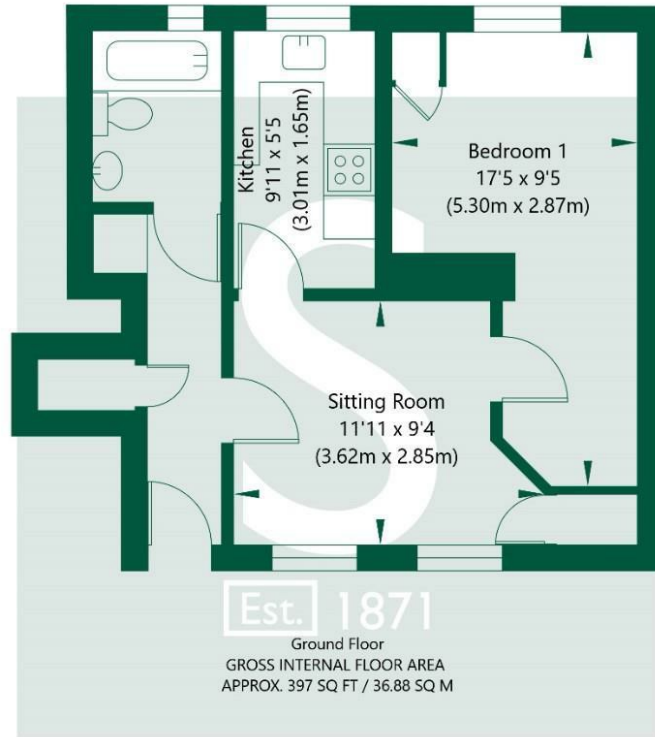 Kitchen
9'11 x 5'5
(3.01m x 1.65m)
Bedroom 1
17'5 x 9'5
(5.30m x 2.87m)
Sitting Room
11'11 x 9'4
(3.62m x 2.85m)
S
Est. 1871
Ground Floor
GROSS INTERNAL FLOOR AREA
APPROX. 397 SQ FT / 36.88 SQ M